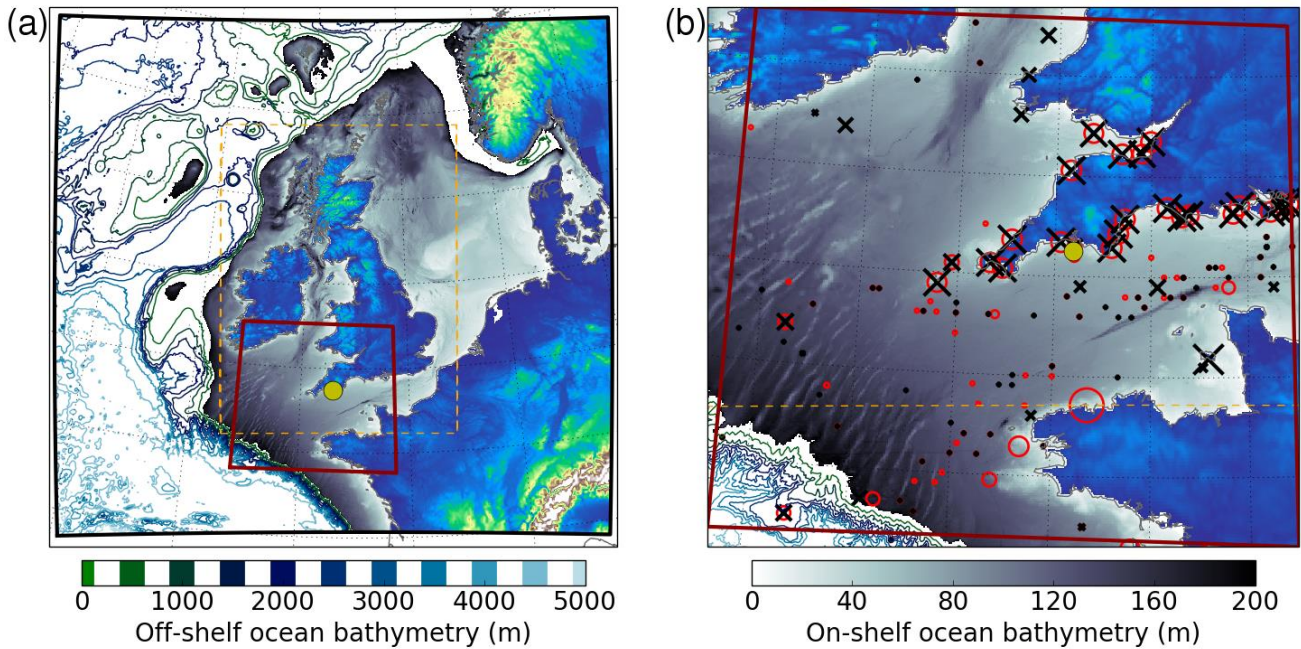 (a)
(b)
0 1000 2000 3000 4000 5000
Off-shelf ocean bathymetry (m)
0 40 80 120 160 200
On-shelf ocean bathymetry (m)